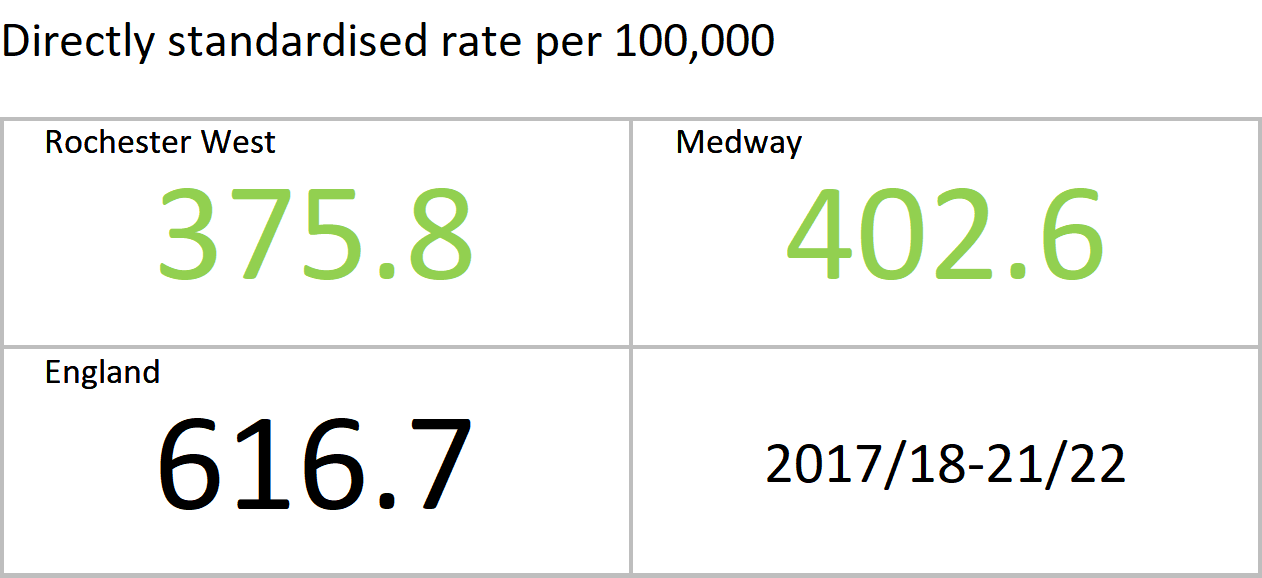 Directly standardised rate per 100,000
Rochester West
375.8
Medway
402.6
England
616.7
2017/18-21/22